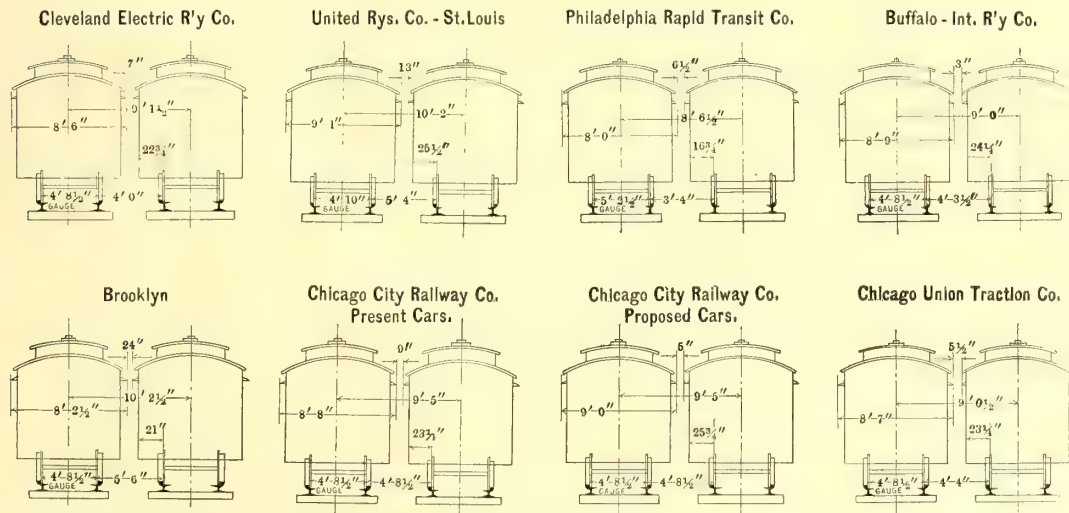 Cleveland Electric R'y Co.
7"
9'1½"
8'-6"
22¾"
4'-8½"
4'-0"
GAUGE
United Rys. Co. - St. Louis
13"
10'-2"
9'-1"
25½"
4'10"
5'4"
GAUGE
Philadelphia Rapid Transit Co.
6½"
8'-6½"
8'-0"
16¾"
5'-2½"
3'-4"
GAUGE
Buffalo - Int. R'y Co.
3"
9'-0"
8'-9"
24¼"
4'-8½"
4'-3½"
GAUGE
Brooklyn
24"
10'2½"
8'-2½"
21"
4'-8½"
5'-6"
GAUGE
Chicago City Railway Co.
Present Cars.
9"
9'-5"
8'-8"
4'-8½"
4'-8½"
GAUGE
Chicago City Railway Co.
Proposed Cars.
5"
9'-5"
9'-0"
25¾"
4'-8½"
4'-8½"
GAUGE
Chicago Union Traction Co.
5½"
9'-0½"
8'-7"
23¼"
4'-8½"
4'-4"
GAUGE